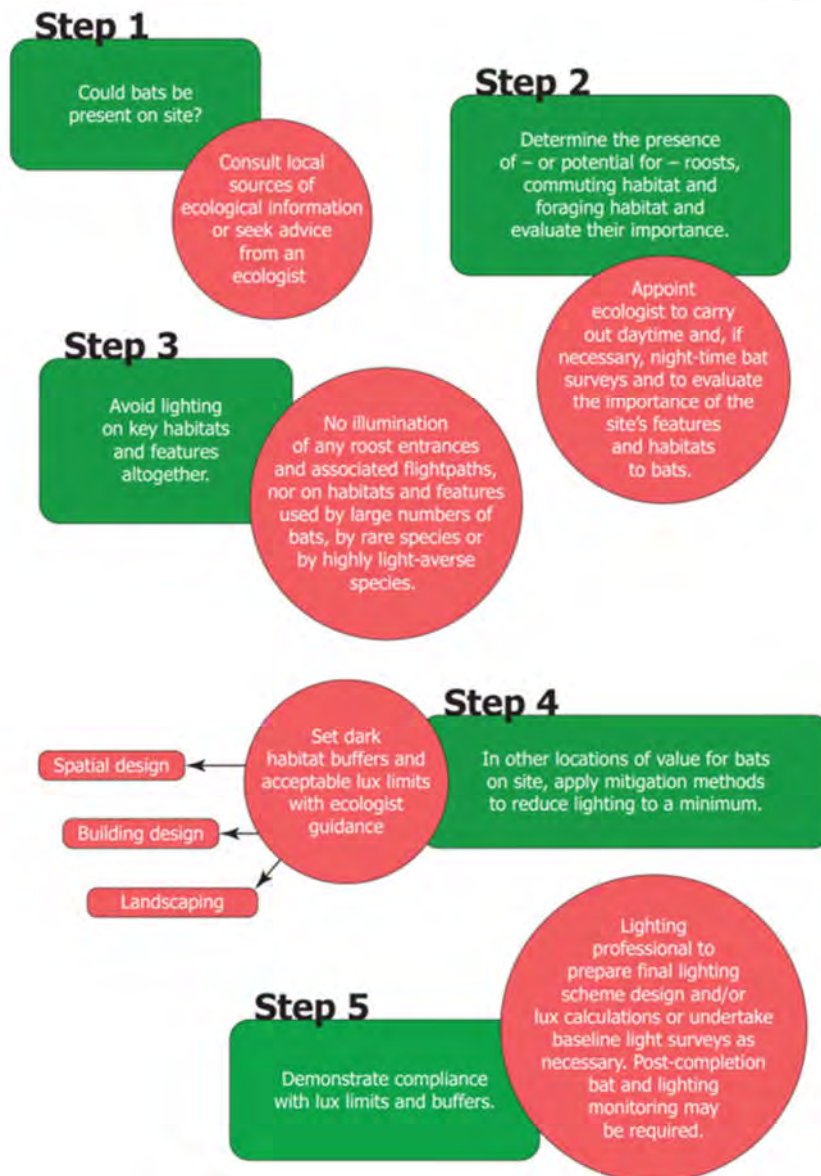 Step 1
Could bats be
present on site?
Consult local
sources of
ecological information
or seek advice
from an
ecologist
Step 2
Determine the presence
of – or potential for – roosts,
commuting habitat and
foraging habitat and
evaluate their importance.
Appoint
ecologist to carry
out daytime and, if
necessary, night-time bat
surveys and to evaluate
the importance of the
site's features
and habitats
to bats.
Step 3
Avoid lighting
on key habitats
and features
altogether.
No illumination
of any roost entrances
and associated flightpaths,
nor on habitats and features
used by large numbers of
bats, by rare species or
by highly light-averse
species.
Step 4
In other locations of value for bats
on site, apply mitigation methods
to reduce lighting to a minimum.
Set dark
habitat buffers and
acceptable lux limits
with ecologist
guidance
Spatial design
Building design
Landscaping
Step 5
Demonstrate compliance
with lux limits and buffers.
Lighting
professional to
prepare final lighting
scheme design and/or
lux calculations or undertake
baseline light surveys as
necessary. Post-completion
bat and lighting
monitoring may
be required.